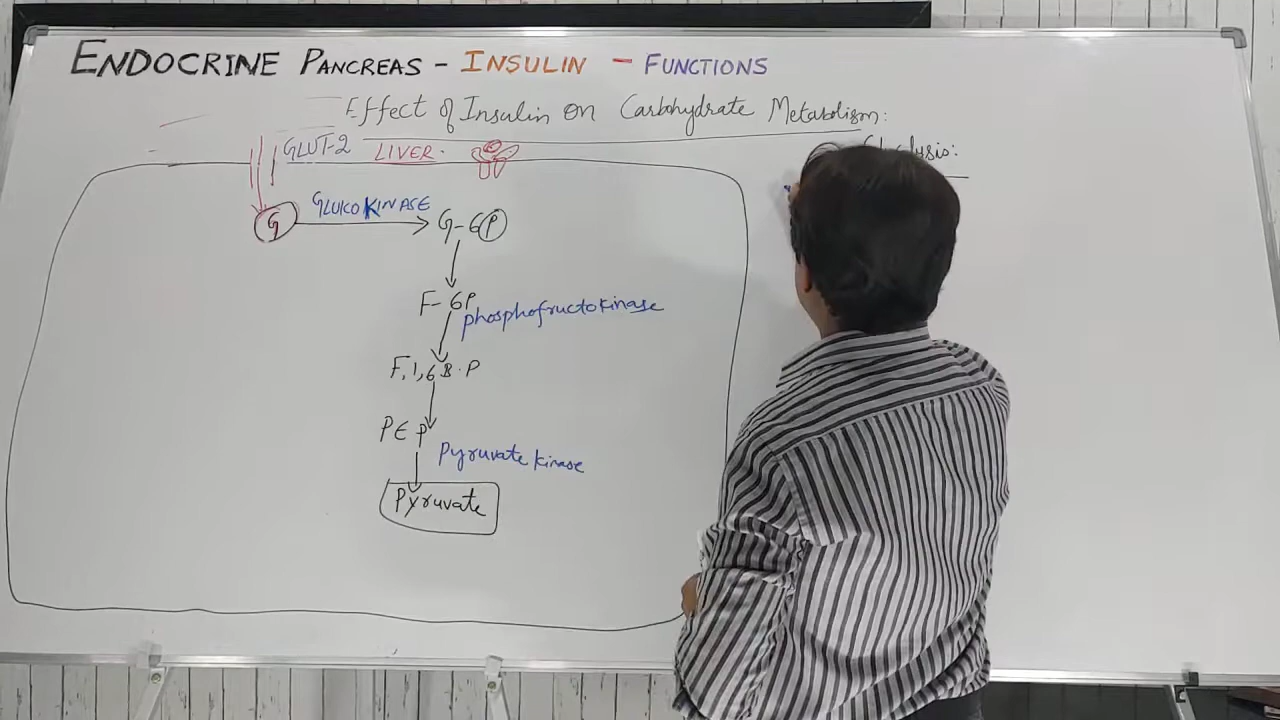 ENDOCRINE PANCREAS - INSULIN - FUNCTIONS
Effect of Insulin on Carbohydrate Metabolism:
GLUT-2 LIVER.
G GLUCOKINASE G-6P
F-6P
phosphofructokinase
F,1,6 B.P
PEP
Pyruvate kinase
Pyruvate